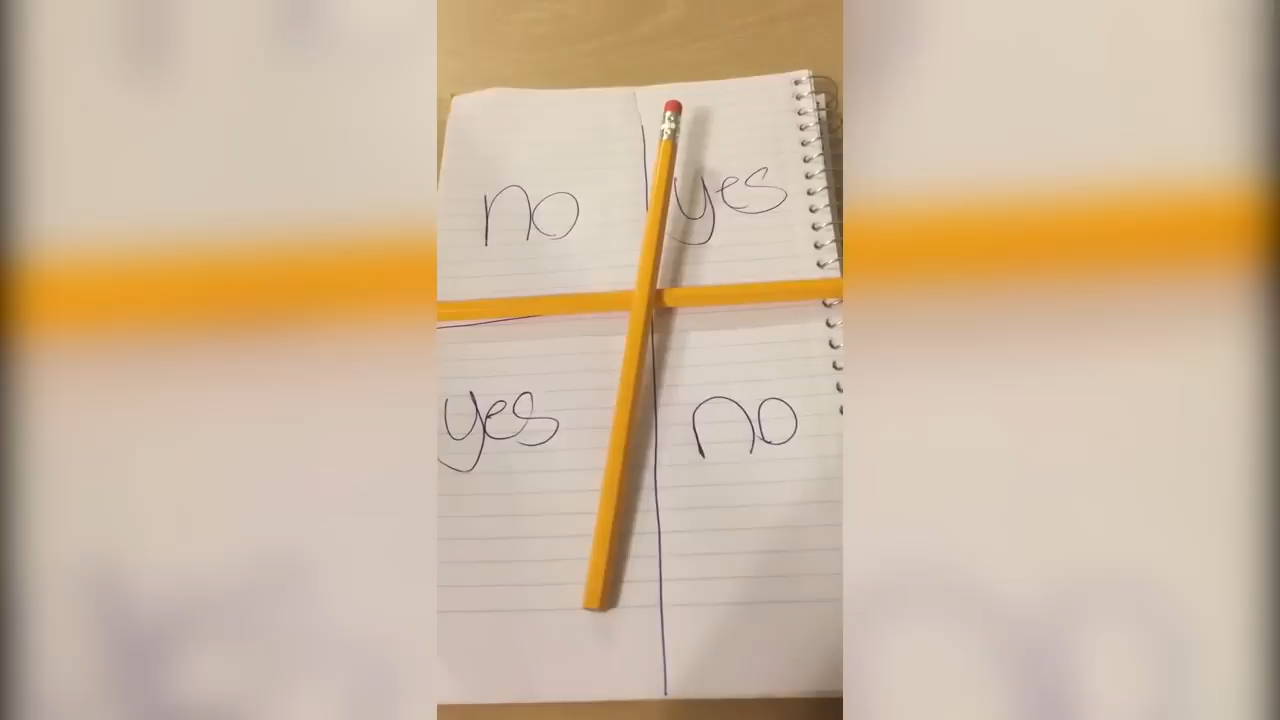 no yes
yes no